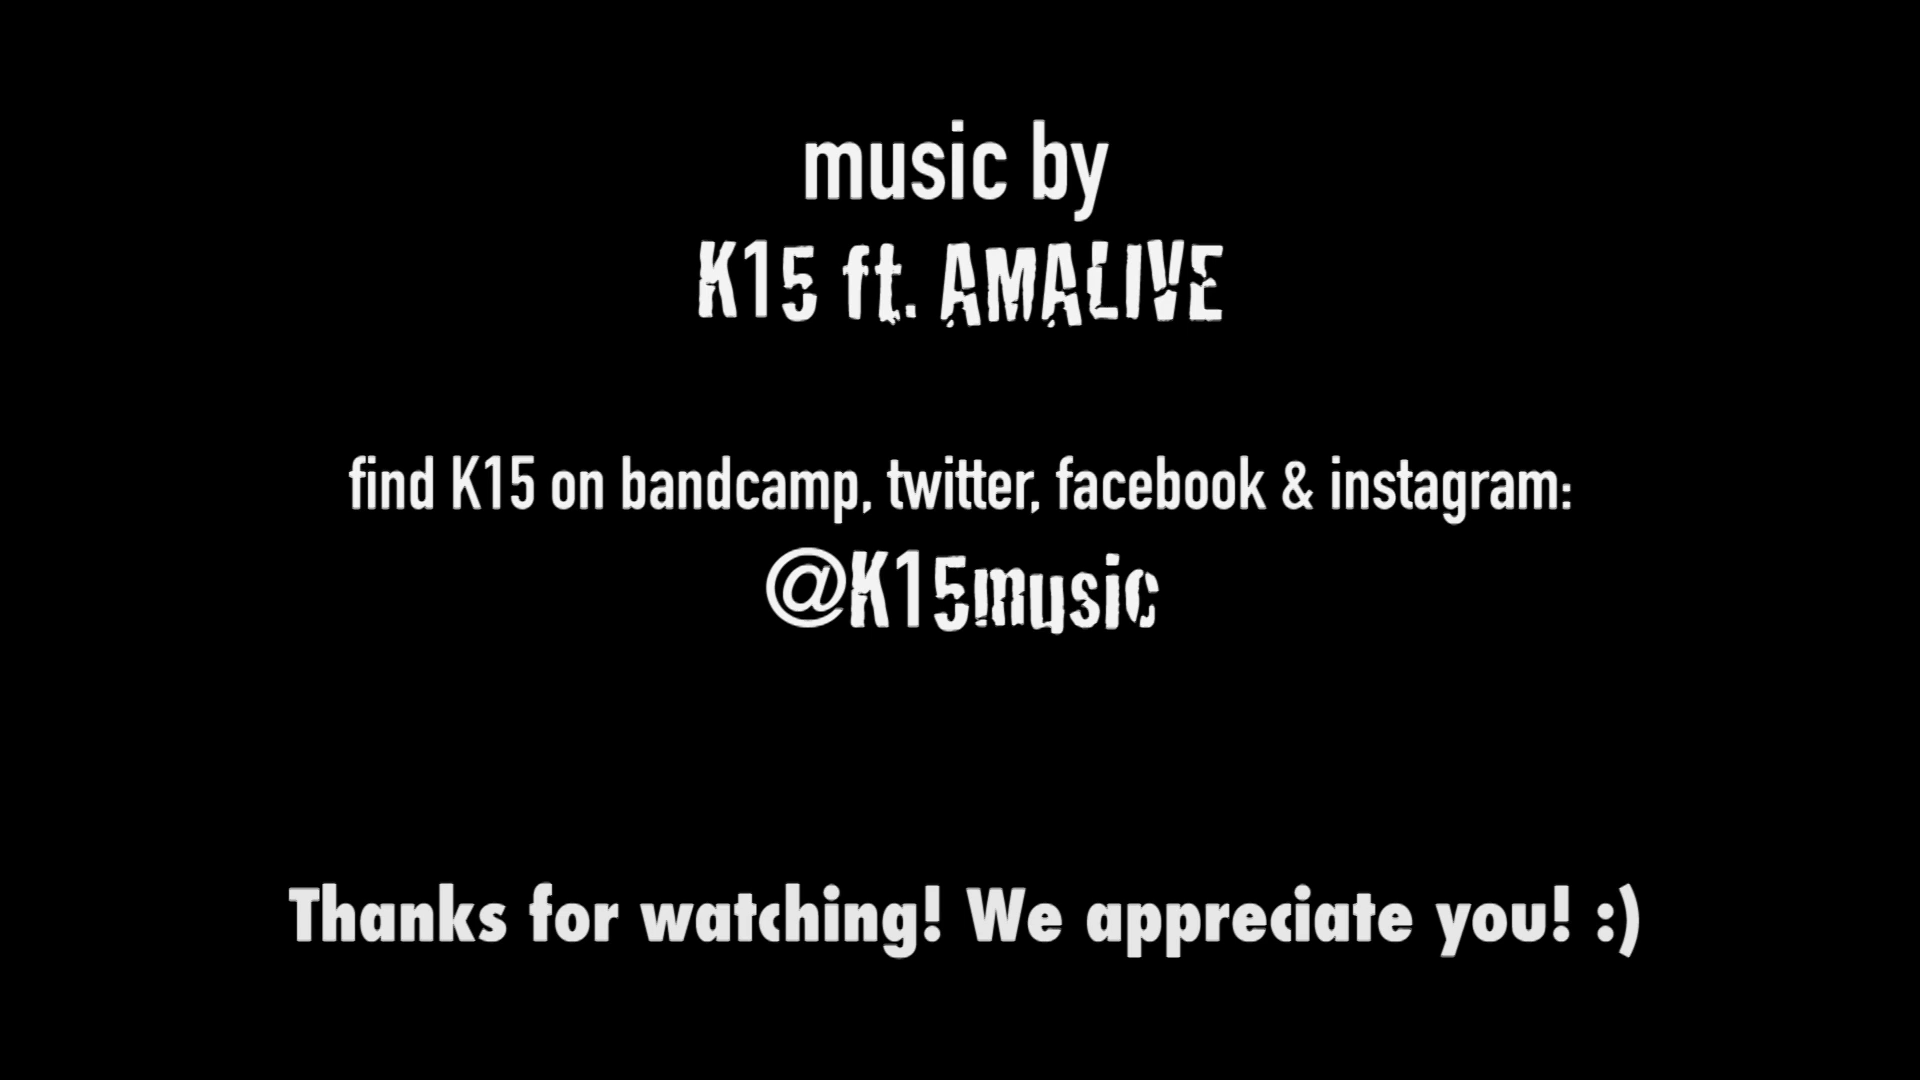 music by
K15 ft. AMALIVE
find K15 on bandcamp, twitter, facebook & instagram:
@K15music
Thanks for watching! We appreciate you! :)